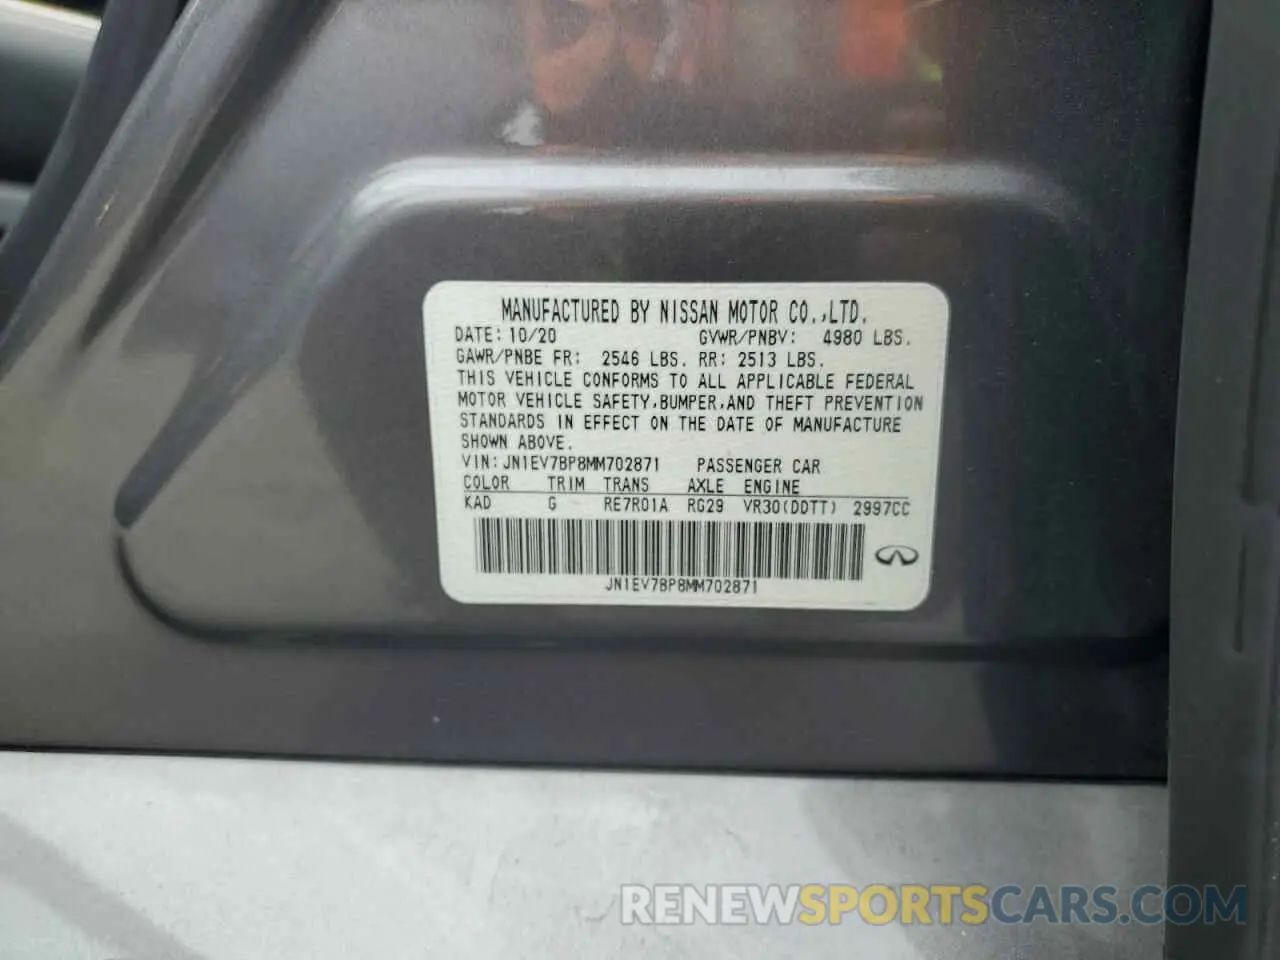 MANUFACTURED BY NISSAN MOTOR CO.,LTD.
DATE: 10/20 GVWR/PNBV: 4980 LBS.
GAWR/PNBE FR: 2546 LBS. RR: 2513 LBS.
THIS VEHICLE CONFORMS TO ALL APPLICABLE FEDERAL
MOTOR VEHICLE SAFETY,BUMPER,AND THEFT PREVENTION
STANDARDS IN EFFECT ON THE DATE OF MANUFACTURE
SHOWN ABOVE.
VIN: JN1EV7BP8MM702871 PASSENGER CAR
COLOR TRIM TRANS AXLE ENGINE
KAD G RE7R01A RG29 VR30(DDTT) 2997CC
JN1EV7BP8MM702871
RENEWSPORTSCARS.COM